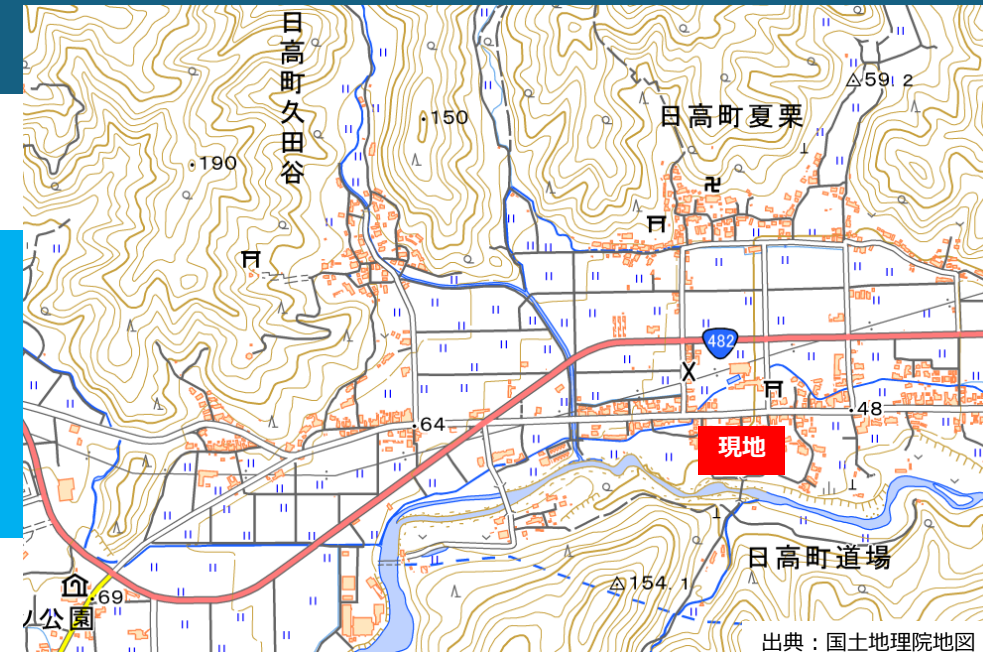 日高町久田谷
150
190
日高町夏栗
59.2
482
48
64
現地
日高町道場
154.1
69
公園
出典：国土地理院地図